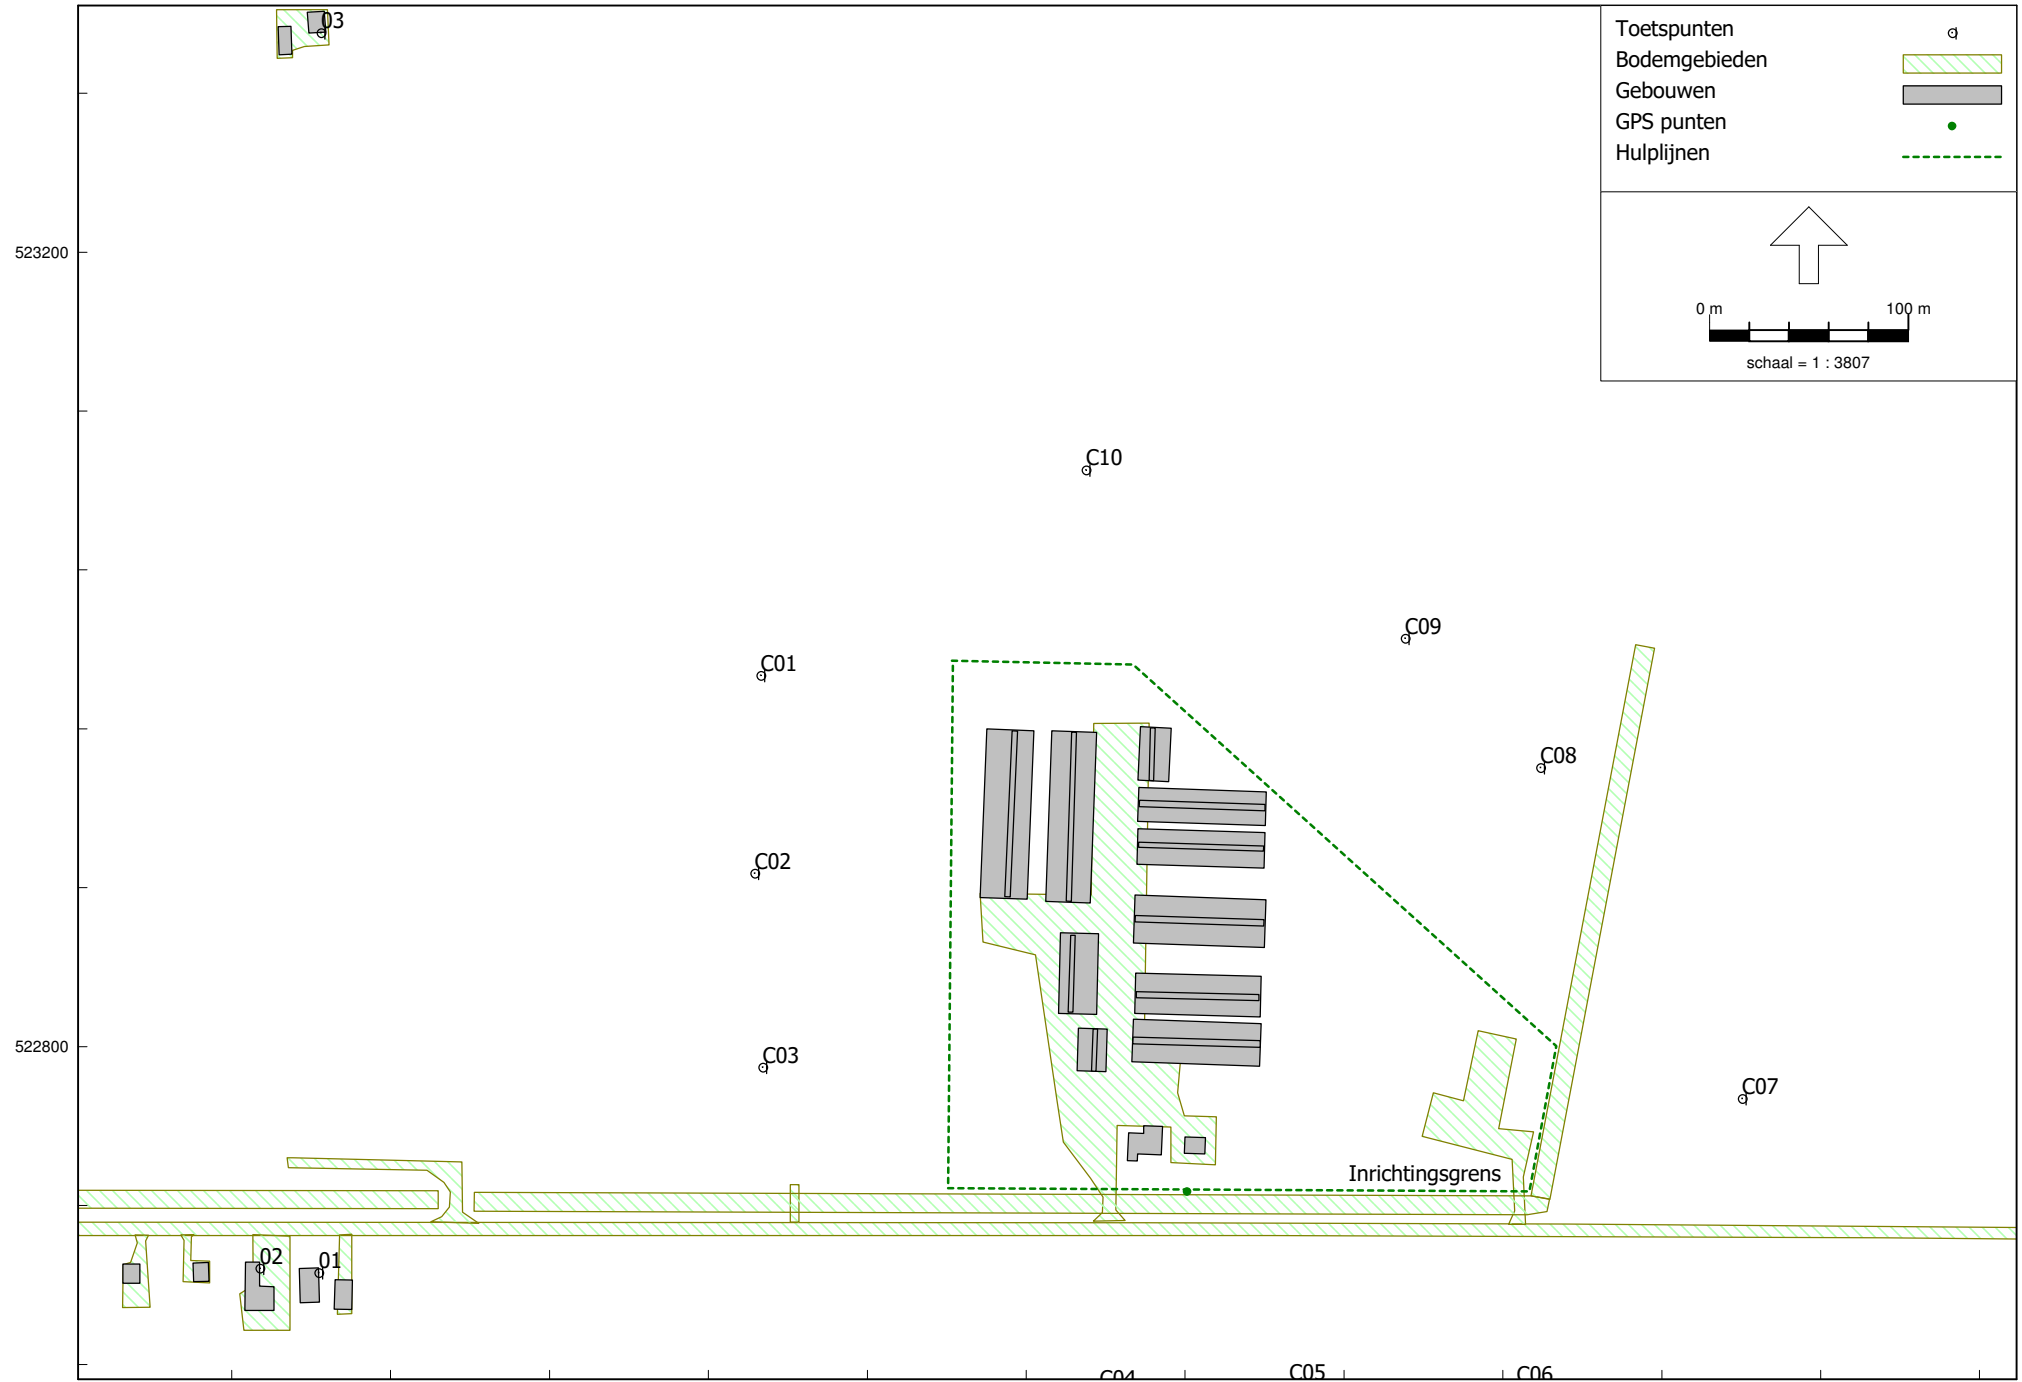 03
Toetspunten
Bodemgebieden
Gebouwen
GPS punten
Hulplijnen
523200
0 m 100 m
schaal = 1 : 3807
C10
C09
C01
C08
C02
522800
C03
C07
Inrichtingsgrens
02 01
C04 C05 C06